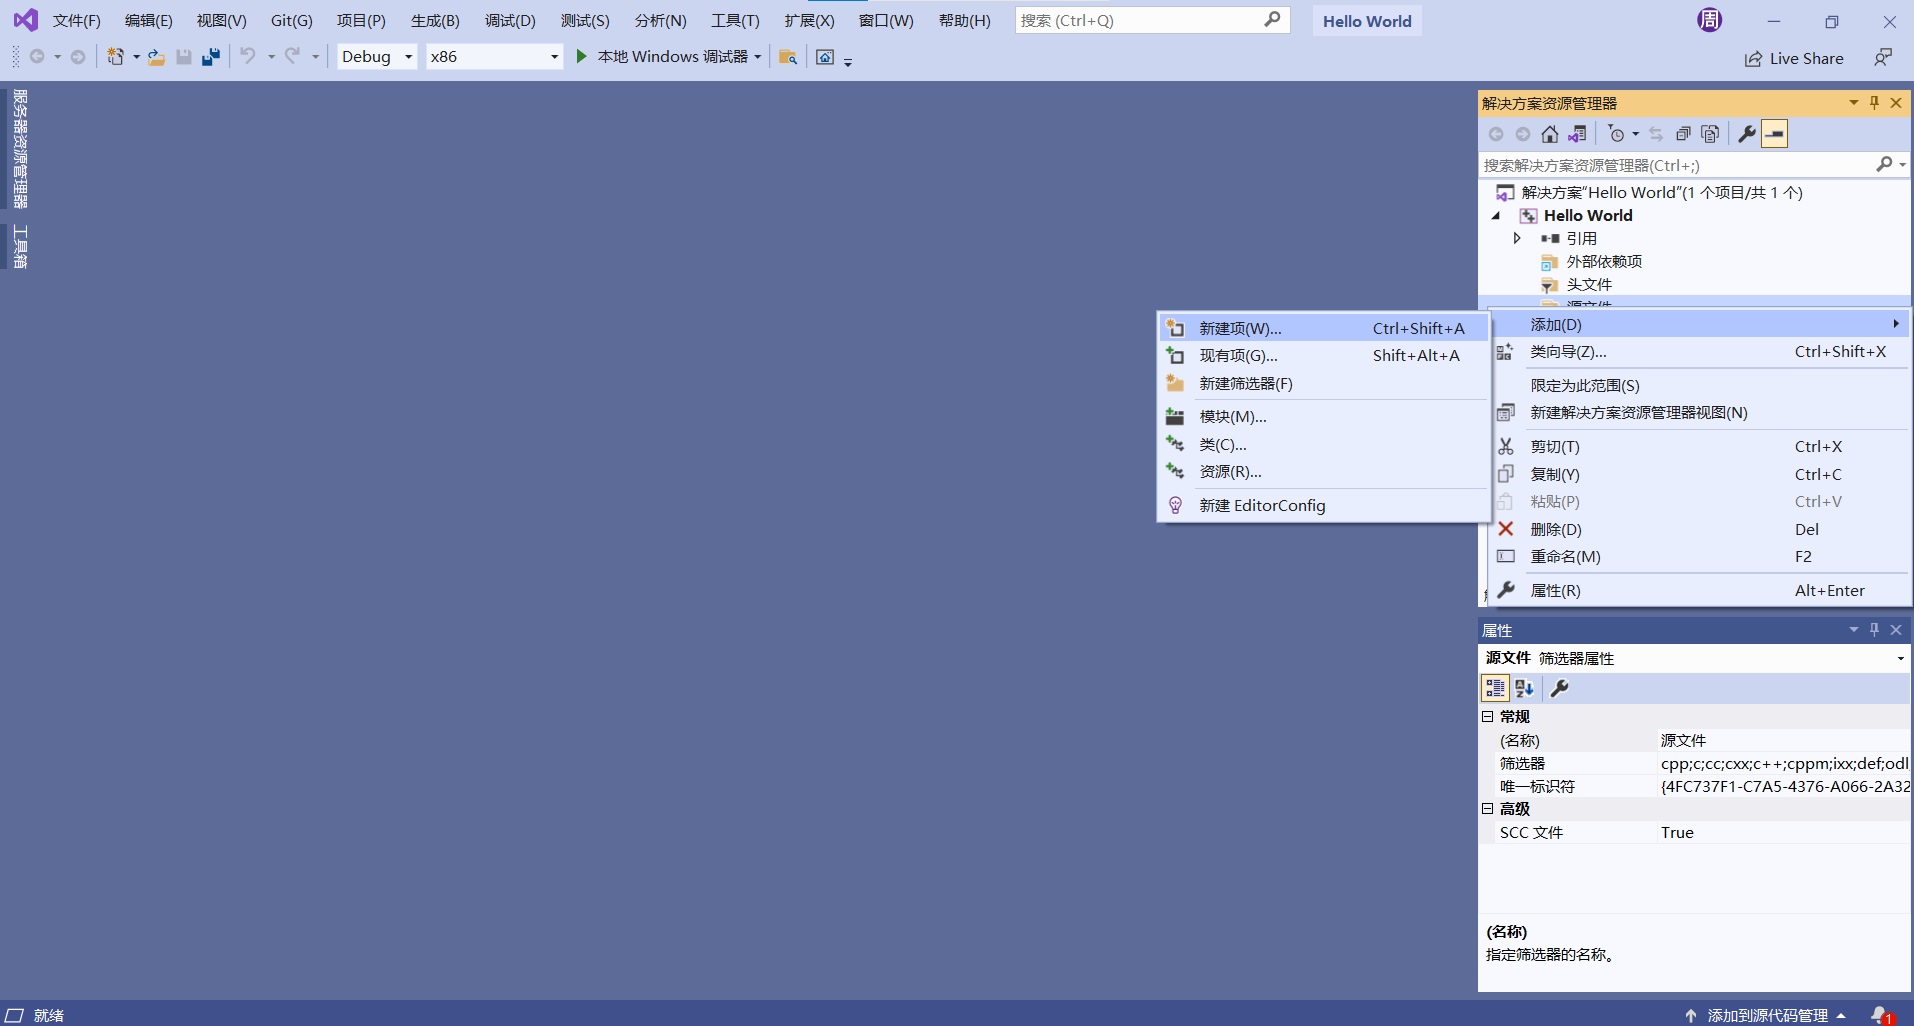 文件(F) 编辑(E) 视图(V) Git(G) 项目(P) 生成(B) 调试(D) 测试(S) 分析(N) 工具(T) 扩展(X) 窗口(W) 帮助(H) 搜索 (Ctrl+Q) Hello World 周
Debug x86 本地 Windows 调试器 Live Share
服务器资源管理器
工具箱
解决方案资源管理器
搜索解决方案资源管理器(Ctrl+;)
解决方案“Hello World”(1 个项目/共 1 个)
Hello World
引用
外部依赖项
头文件
源文件
新建项(W)... Ctrl+Shift+A
现有项(G)... Shift+Alt+A
新建筛选器(F)
模块(M)...
类(C)...
资源(R)...
新建 EditorConfig
添加(D)
类向导(Z)... Ctrl+Shift+X
限定为此范围(S)
新建解决方案资源管理器视图(N)
剪切(T) Ctrl+X
复制(Y) Ctrl+C
粘贴(P) Ctrl+V
删除(D) Del
重命名(M) F2
属性(R) Alt+Enter
属性
源文件 筛选器属性
常规
(名称) 源文件
筛选器 cpp;c;cc;cxx;c++;cppm;ixx;def;odl;
唯一标识符 {4FC737F1-C7A5-4376-A066-2A32
高级
SCC 文件 True
(名称)
指定筛选器的名称。
就绪 添加到源代码管理 1